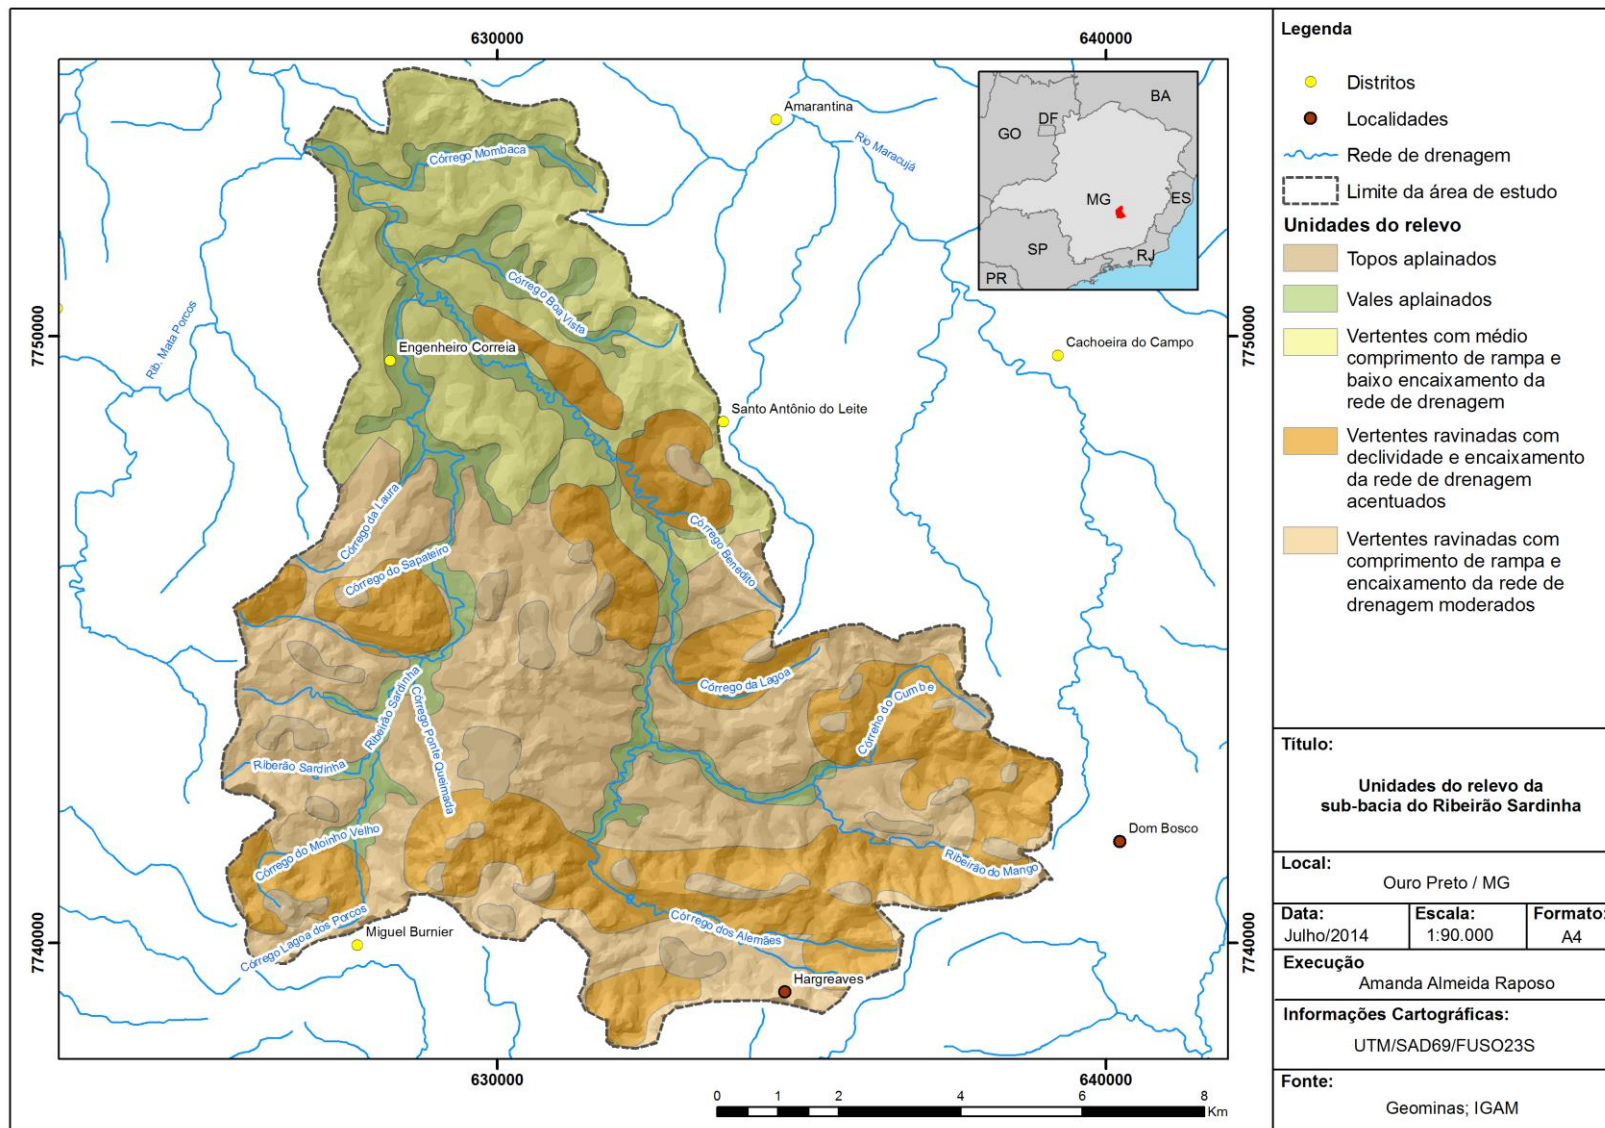 630000
640000
Amarantina
Rio Maracujá
Córrego Mombaca
Rib. Mata Porcos
Córrego Boa Vista
7750000
7750000
Engenheiro Correia
Cachoeira do Campo
Santo Antônio do Leite
Córrego da Laura
Córrego do Sapateiro
Córrego Benedito
Córrego da Lagoa
Ribeirão Sardinha
Córrego Ponte Queimada
Córreho do Cumbe
Riberão Sardinha
Córrego do Moinho Velho
Dom Bosco
Ribeirão do Mango
Córrego Lagoa dos Porcos
Miguel Burnier
Córrego dos Alemães
7740000
7740000
Hargreaves
630000
640000
0 1 2 4 6 8
Km
BA
DF
GO
MG
ES
SP
RJ
PR
Legenda
Distritos
Localidades
Rede de drenagem
Limite da área de estudo
Unidades do relevo
Topos aplainados
Vales aplainados
Vertentes com médio
comprimento de rampa e
baixo encaixamento da
rede de drenagem
Vertentes ravinadas com
declividade e encaixamento
da rede de drenagem
acentuados
Vertentes ravinadas com
comprimento de rampa e
encaixamento da rede de
drenagem moderados
Título:
Unidades do relevo da
sub-bacia do Ribeirão Sardinha
Local:
Ouro Preto / MG
Data:
Julho/2014
Escala:
1:90.000
Formato:
A4
Execução
Amanda Almeida Raposo
Informações Cartográficas:
UTM/SAD69/FUSO23S
Fonte:
Geominas; IGAM